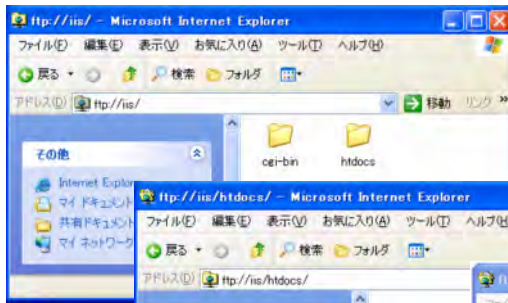 ftp://iis/ - Microsoft Internet Explorer
ファイル(F) 編集(E) 表示(V) お気に入り(A) ツール(T) ヘルプ(H)
戻る 検索 フォルダ
アドレス(D) ftp://iis/ 移動 リンク »
その他
Internet Explor
マイ ドキュメント
共有ドキュメント
マイ ネットワーク
cgi-bin htdocs
ftp://iis/htdocs/ - Microsoft Internet Explorer
ファイル(F) 編集(E) 表示(V) お気に入り(A) ツール(T) ヘルプ(H
戻る 検索 フォルダ
アドレス(D) ftp://iis/htdocs/